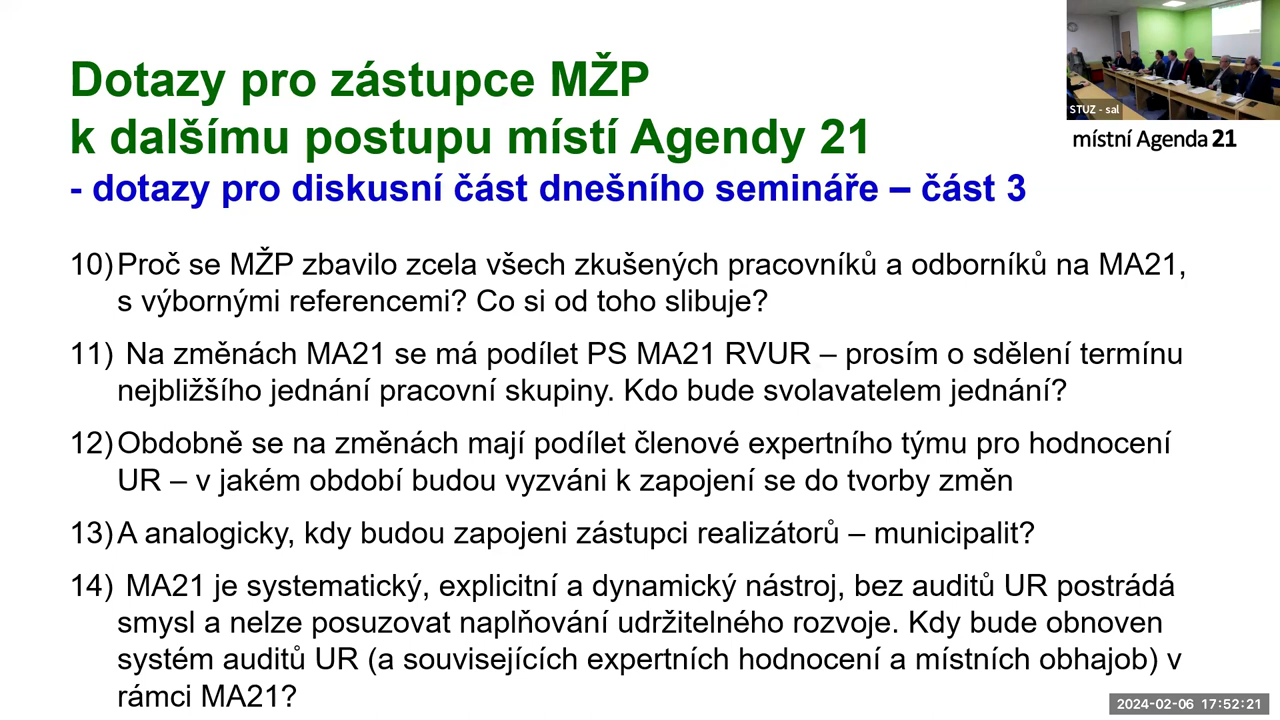 Dotazy pro zástupce MŽP
k dalšímu postupu místí Agendy 21
- dotazy pro diskusní část dnešního semináře – část 3
STUZ - sal
místní Agenda 21
10) Proč se MŽP zbavilo zcela všech zkušených pracovníků a odborníků na MA21,
s výbornými referencemi? Co si od toho slibuje?
11) Na změnách MA21 se má podílet PS MA21 RVUR – prosím o sdělení termínu
nejbližšího jednání pracovní skupiny. Kdo bude svolavatelem jednání?
12) Obdobně se na změnách mají podílet členové expertního týmu pro hodnocení
UR – v jakém období budou vyzváni k zapojení se do tvorby změn
13) A analogicky, kdy budou zapojeni zástupci realizátorů – municipalit?
14) MA21 je systematický, explicitní a dynamický nástroj, bez auditů UR postrádá
smysl a nelze posuzovat naplňování udržitelného rozvoje. Kdy bude obnoven
systém auditů UR (a souvisejících expertních hodnocení a místních obhajob) v
rámci MA21?
2024-02-06 17:52:21